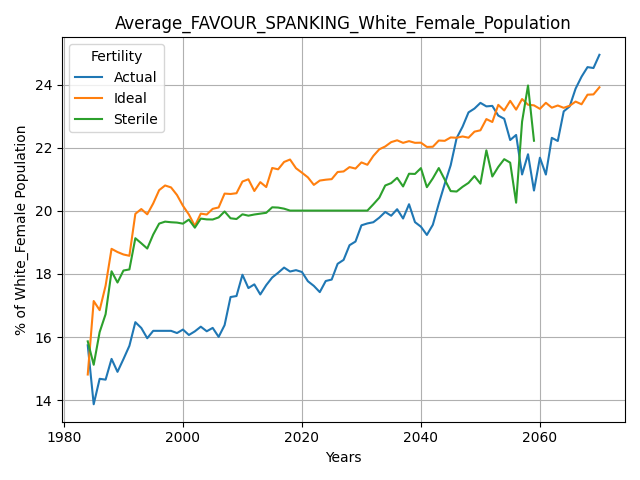 Average_FAVOUR_SPANKING_White_Female_Population
Fertility
Actual
Ideal
Sterile
% of White_Female Population
24
22
20
18
16
14
1980
2000
2020
2040
2060
Years